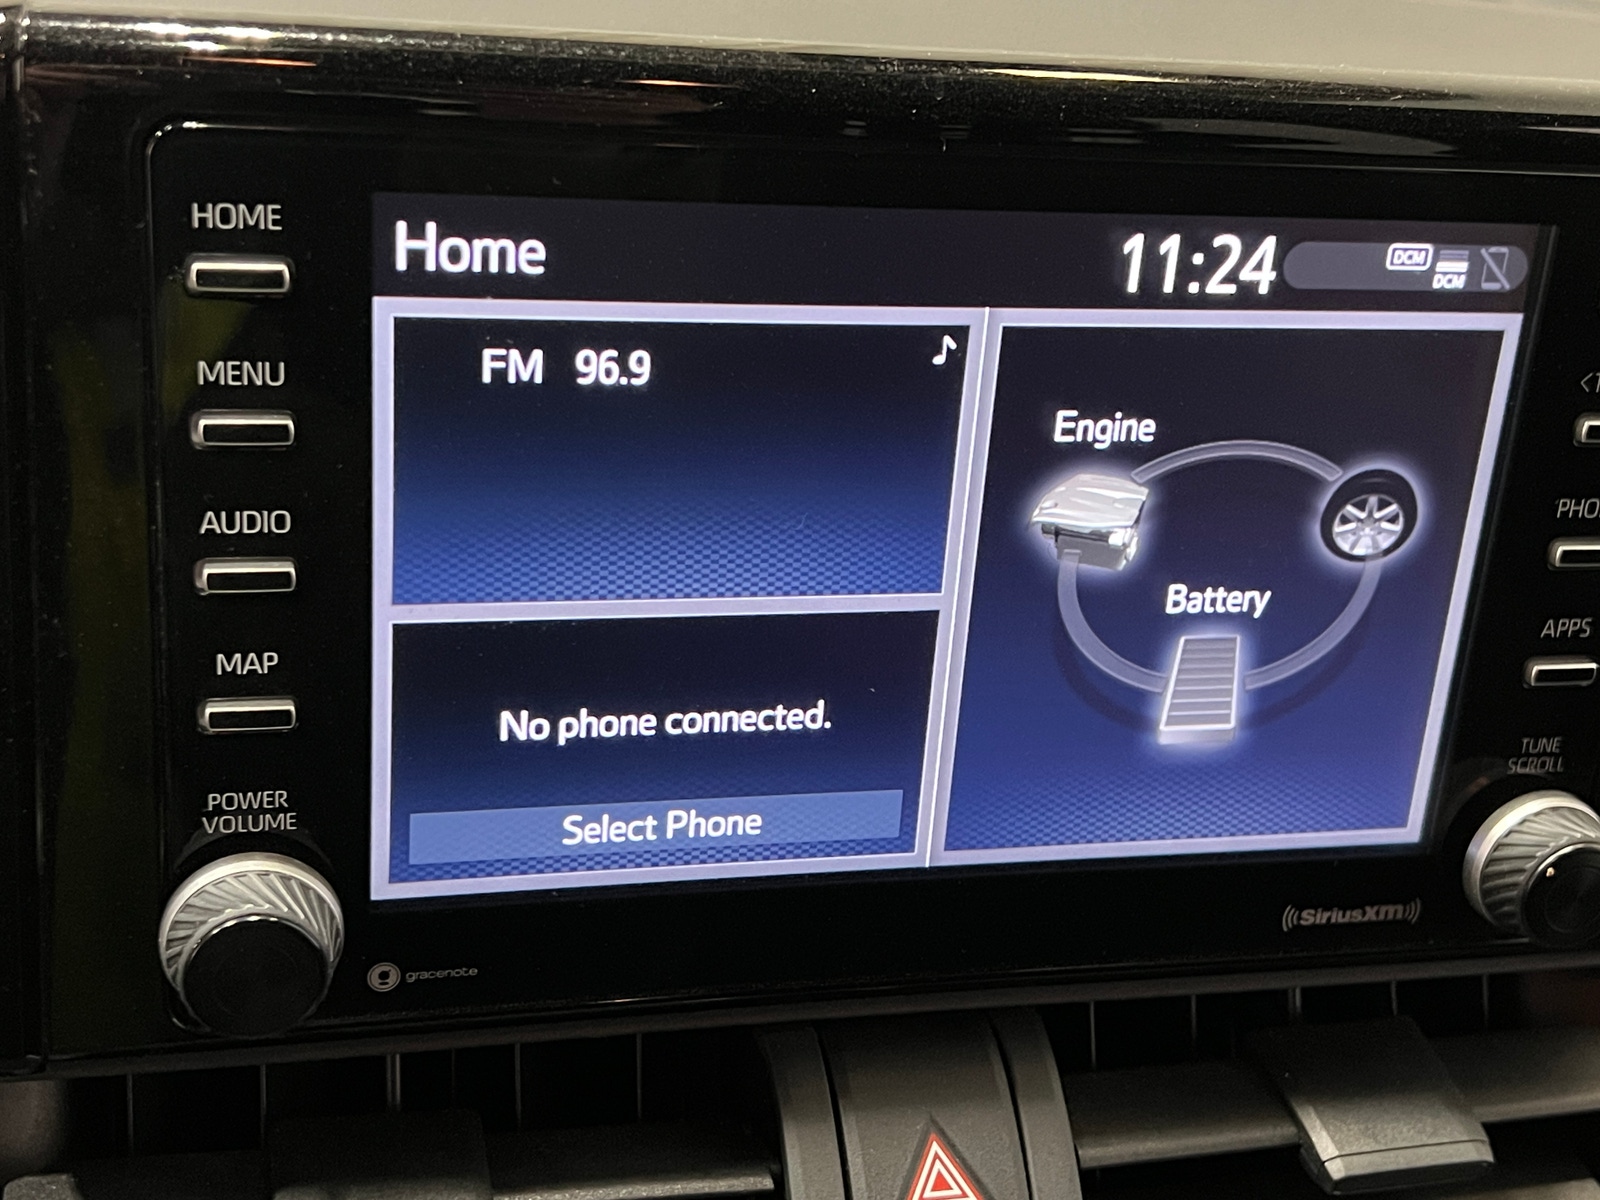 HOME
MENU
AUDIO
MAP
POWER
VOLUME
Home
11:24
DCM
DCM
FM 96.9
Engine
Battery
No phone connected.
Select Phone
<T
PHO
APPS
TUNE
SCROLL
SiriusXM
gracenote